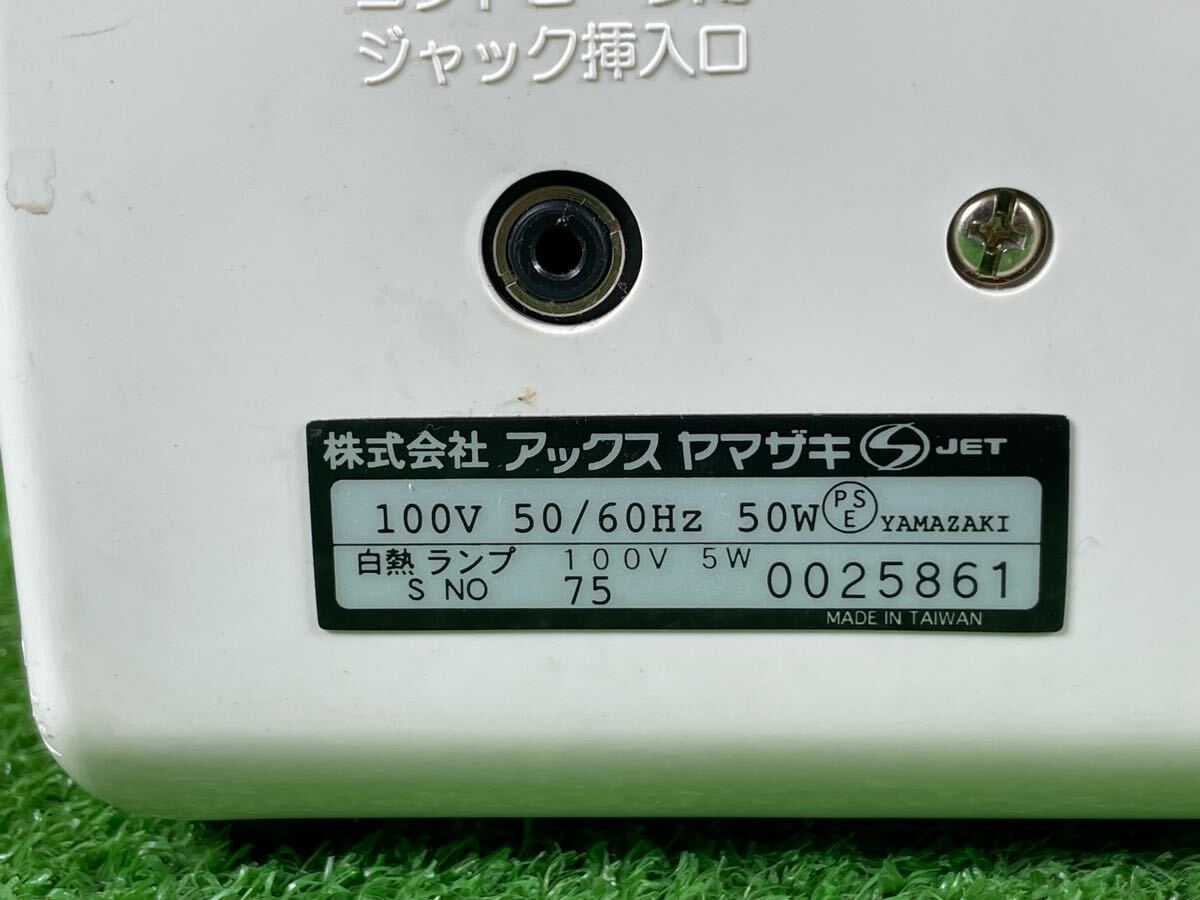 ジャック挿入口
株式会社 アックス ヤマザキ JET
100V 50/60Hz 50W PSE YAMAZAKI
白熱 ランプ 100V 5W
S NO 75 0025861
MADE IN TAIWAN